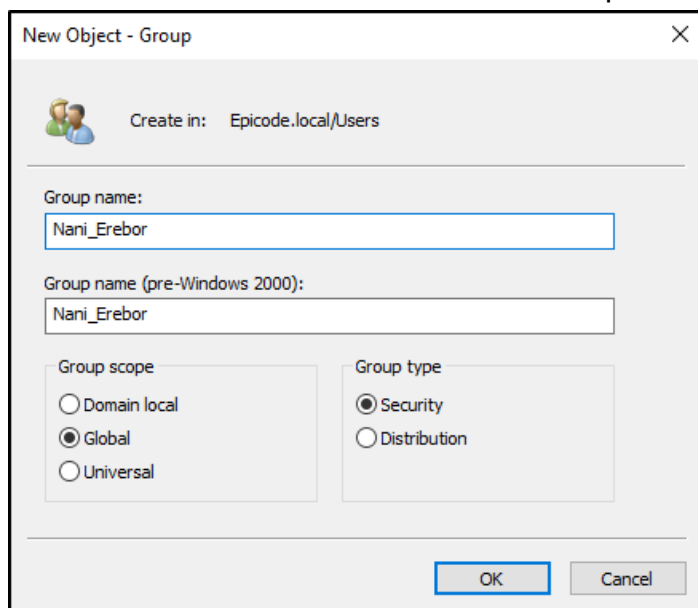 New Object - Group
Create in: Epicode.local/Users
Group name:
Nani_Erebor
Group name (pre-Windows 2000):
Nani_Erebor
Group scope
Domain local
Global
Universal
Group type
Security
Distribution
OK Cancel